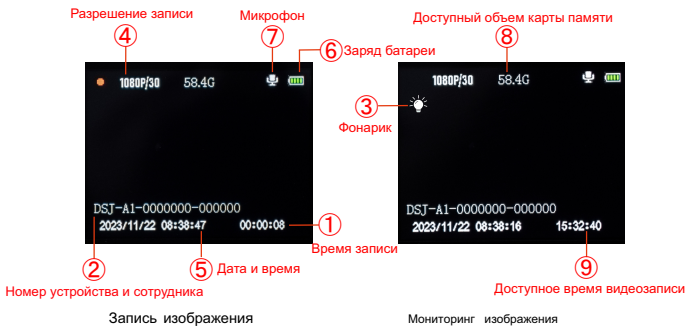 Разрешение записи
④
Микрофон
⑦
⑥ Заряд батареи
1080P/30 58.4G
DSJ-A1-0000000-000000
2023/11/22 08:38:47 00:00:08
①
Время записи
②
⑤ Дата и время
Номер устройства и сотрудника
Запись изображения
Доступный объем карты памяти
⑧
1080P/30 58.4G
③
Фонарик
DSJ-A1-0000000-000000
2023/11/22 08:38:16 15:32:40
⑨
Доступное время видеозаписи
Мониторинг изображения